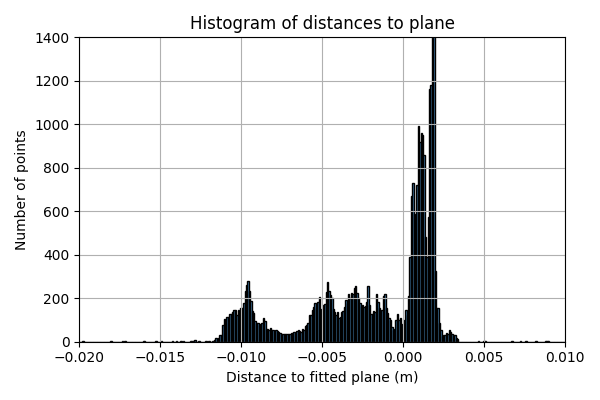 Histogram of distances to plane
Number of points
1400
1200
1000
800
600
400
200
0
−0.020 −0.015 −0.010 −0.005 0.000 0.005 0.010
Distance to fitted plane (m)